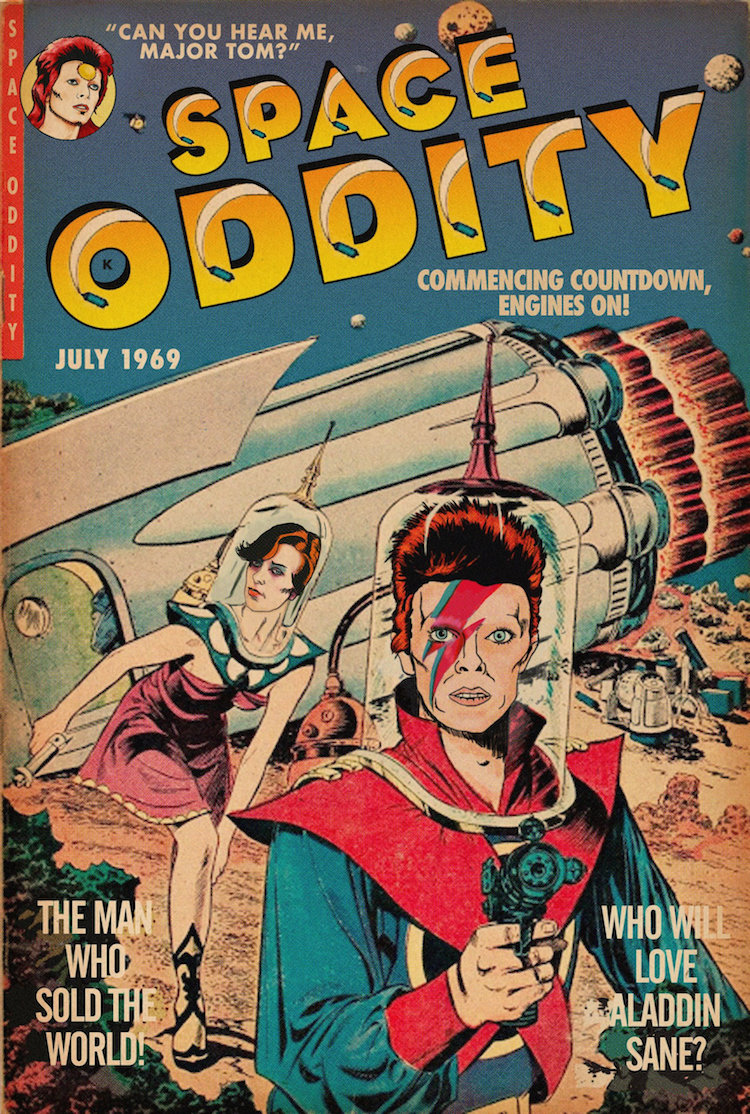 SPACE ODDITY
“CAN YOU HEAR ME,
MAJOR TOM?”
SPACE
ODDITY
K
COMMENCING COUNTDOWN,
ENGINES ON!
JULY 1969
THE MAN
WHO
SOLD THE
WORLD!
WHO WILL
LOVE
ALADDIN
SANE?